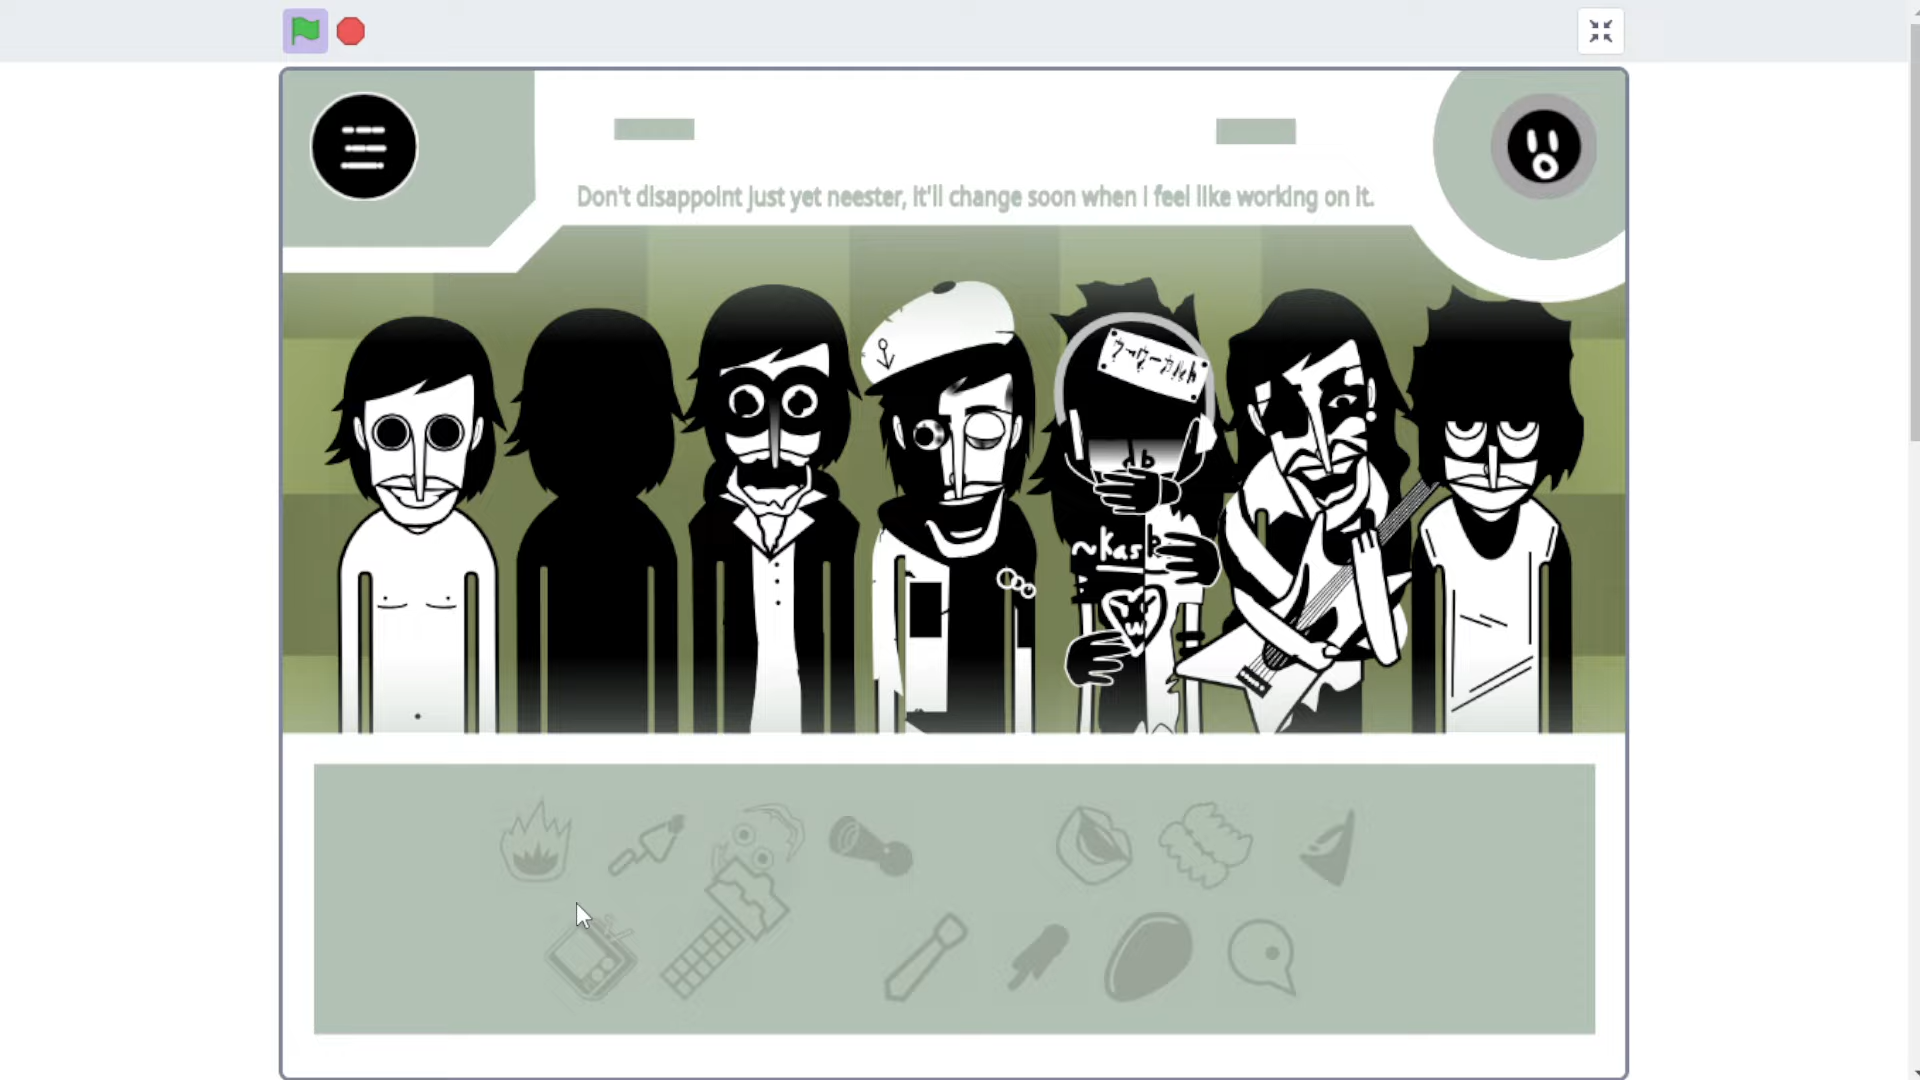 Don't disappoint just yet neester, it'll change soon when I feel like working on it.
~Kas